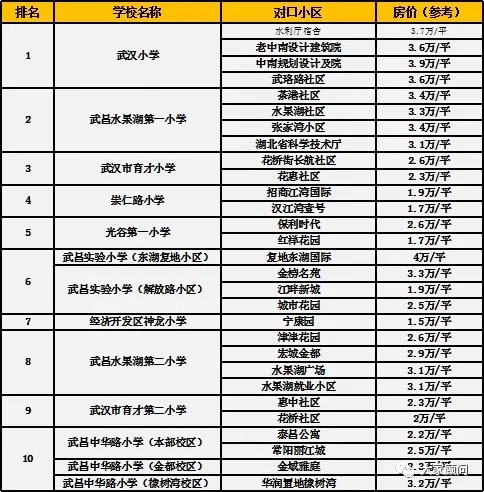 排名 学校名称 对口小区 房价（参考）
1 武汉小学 水利厅宿舍 3.7万/平
老中南设计建筑院 3.6万/平
中南规划设计及院 3.9万/平
武珞路社区 3.6万/平
2 武昌水果湖第一小学 茶港社区 3.4万/平
水果湖社区 3.3万/平
张家湾小区 3.4万/平
湖北省科学技术厅 3.1万/平
3 武汉市育才小学 花桥街长航社区 2.6万/平
花惠社区 2.3万/平
4 崇仁路小学 招商江湾国际 1.9万/平
汉江湾壹号 1.7万/平
5 光谷第一小学 保利时代 2.6万/平
红样花园 1.7万/平
6 武昌实验小学（东湖复地小区） 复地东湖国际 4万/平
武昌实验小学（解放路小区） 金榜名苑 3.3万/平
江畔新城 1.9万/平
城市花园 2.5万/平
7 经济开发区神龙小学 宁康园 1.5万/平
8 武昌水果湖第二小学 津津花园 2.6万/平
宏城金都 2.9万/平
水果湖广场 3.1万/平
水果湖就业小区 3.1万/平
9 武汉市育才第二小学 惠中社区 2.3万/平
花桥社区 2万/平
10 武昌中华路小学（本部校区） 泰昌公寓 2.2万/平
常阳丽江城 2.5万/平
武昌中华路小学（金都校区） 金域雅庭 2.2万/平
武昌中华路小学（橡树湾校区） 华润置地橡树湾 3.2万/平